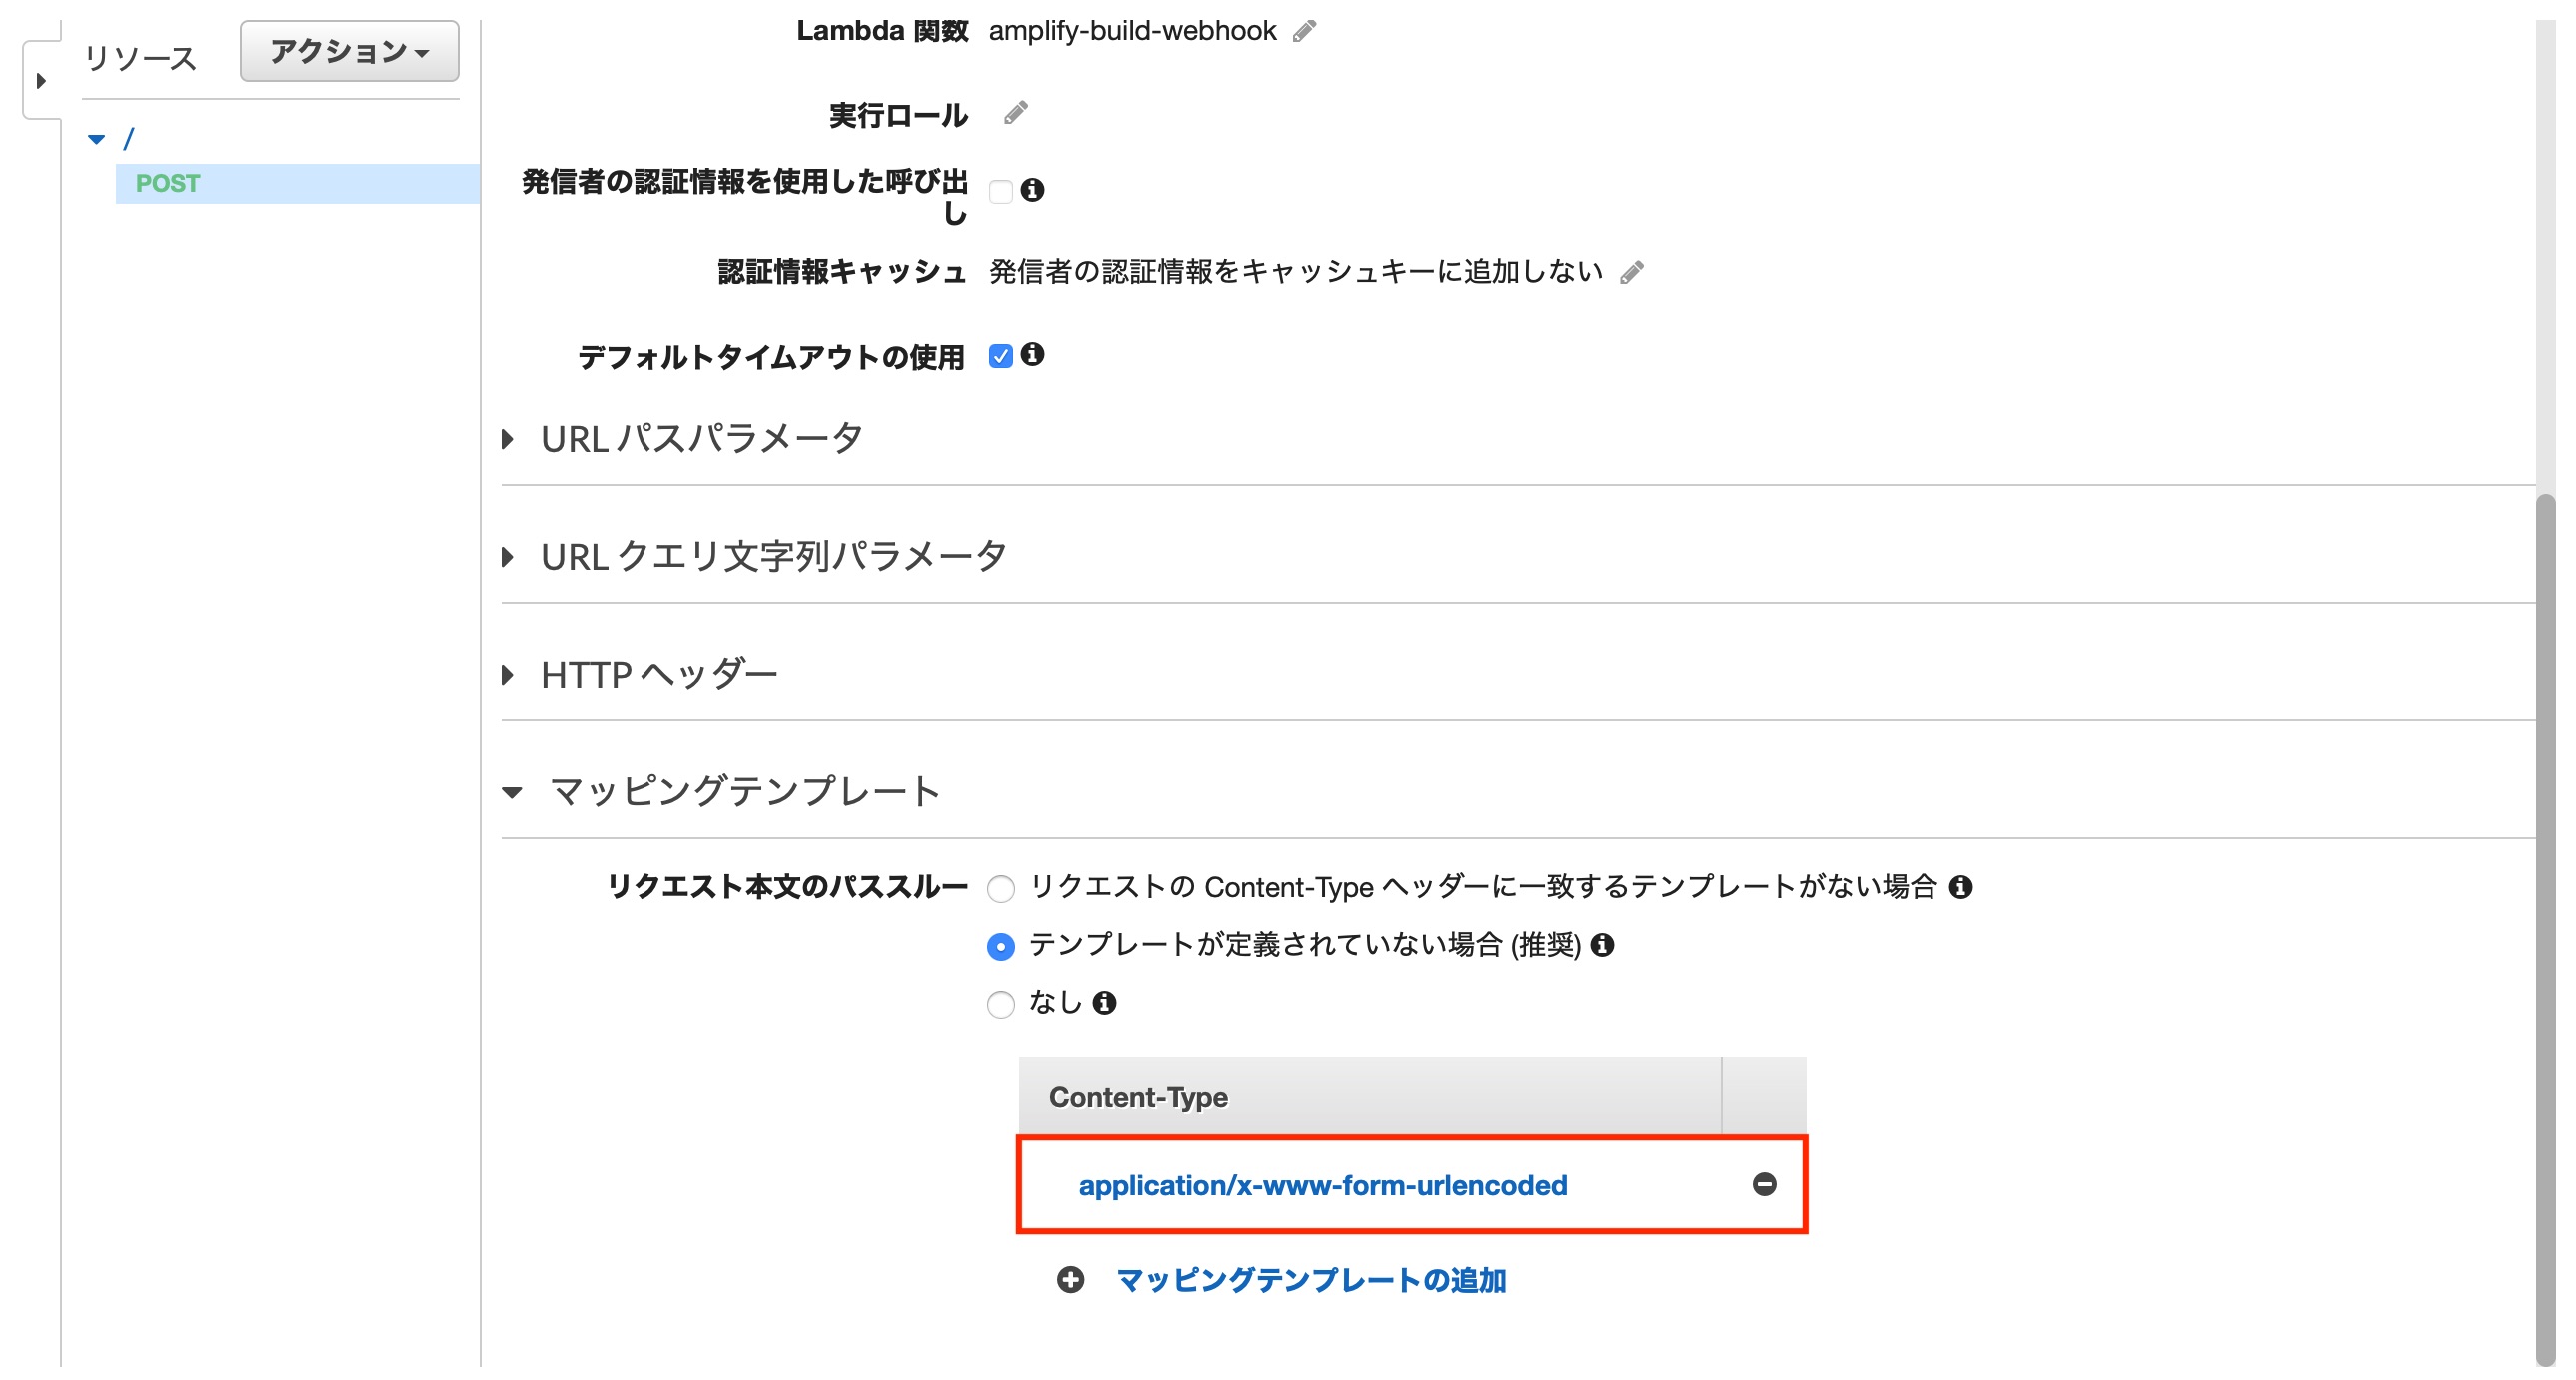 リソース
アクション
/
POST
Lambda 関数 amplify-build-webhook
実行ロール
発信者の認証情報を使用した呼び出
し
認証情報キャッシュ 発信者の認証情報をキャッシュキーに追加しない
デフォルトタイムアウトの使用
URL パスパラメータ
URL クエリ文字列パラメータ
HTTP ヘッダー
マッピングテンプレート
リクエスト本文のパススルー リクエストの Content-Type ヘッダーに一致するテンプレートがない場合
テンプレートが定義されていない場合 (推奨)
なし
Content-Type
application/x-www-form-urlencoded
マッピングテンプレートの追加